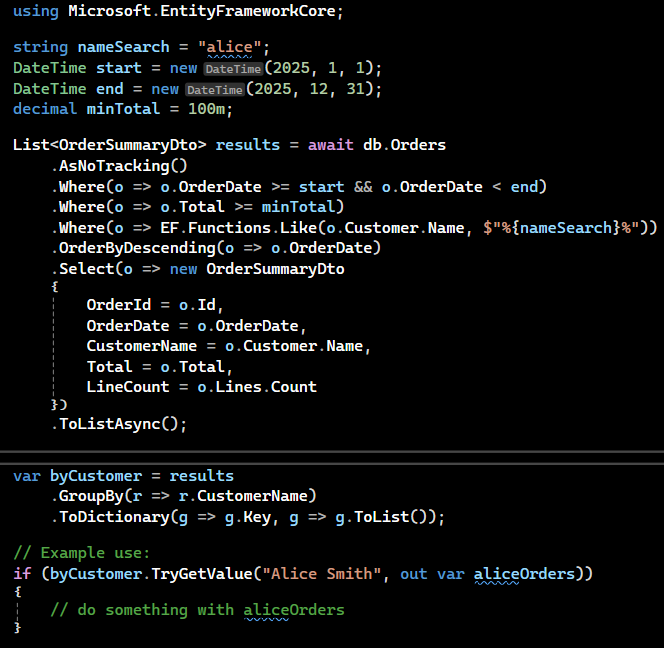 using Microsoft.EntityFrameworkCore;
string nameSearch = "alice";
DateTime start = new DateTime(2025, 1, 1);
DateTime end = new DateTime(2025, 12, 31);
decimal minTotal = 100m;
List<OrderSummaryDto> results = await db.Orders
    .AsNoTracking()
    .Where(o => o.OrderDate >= start && o.OrderDate < end)
    .Where(o => o.Total >= minTotal)
    .Where(o => EF.Functions.Like(o.Customer.Name, $"%{nameSearch}%"))
    .OrderByDescending(o => o.OrderDate)
    .Select(o => new OrderSummaryDto
    {
        OrderId = o.Id,
        OrderDate = o.OrderDate,
        CustomerName = o.Customer.Name,
        Total = o.Total,
        LineCount = o.Lines.Count
    })
    .ToListAsync();
var byCustomer = results
    .GroupBy(r => r.CustomerName)
    .ToDictionary(g => g.Key, g => g.ToList());
// Example use:
if (byCustomer.TryGetValue("Alice Smith", out var aliceOrders))
{
    // do something with aliceOrders
}